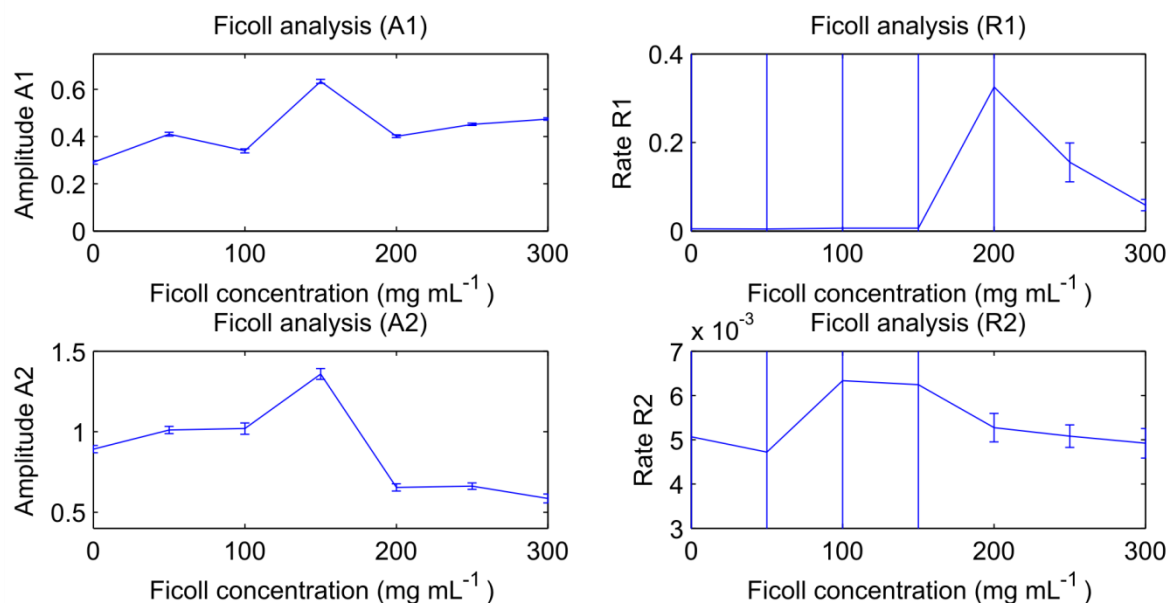 Ficoll analysis (A1)
Amplitude A1
0.6
0.4
0.2
0
0 100 200 300
Ficoll concentration (mg mL⁻¹ )
Ficoll analysis (R1)
Rate R1
0.4
0.2
0
0 100 200 300
Ficoll concentration (mg mL⁻¹ )
Ficoll analysis (A2)
Amplitude A2
1.5
1
0.5
0 100 200 300
Ficoll concentration (mg mL⁻¹ )
x 10⁻³ Ficoll analysis (R2)
Rate R2
7
6
5
4
3
0 100 200 300
Ficoll concentration (mg mL⁻¹ )